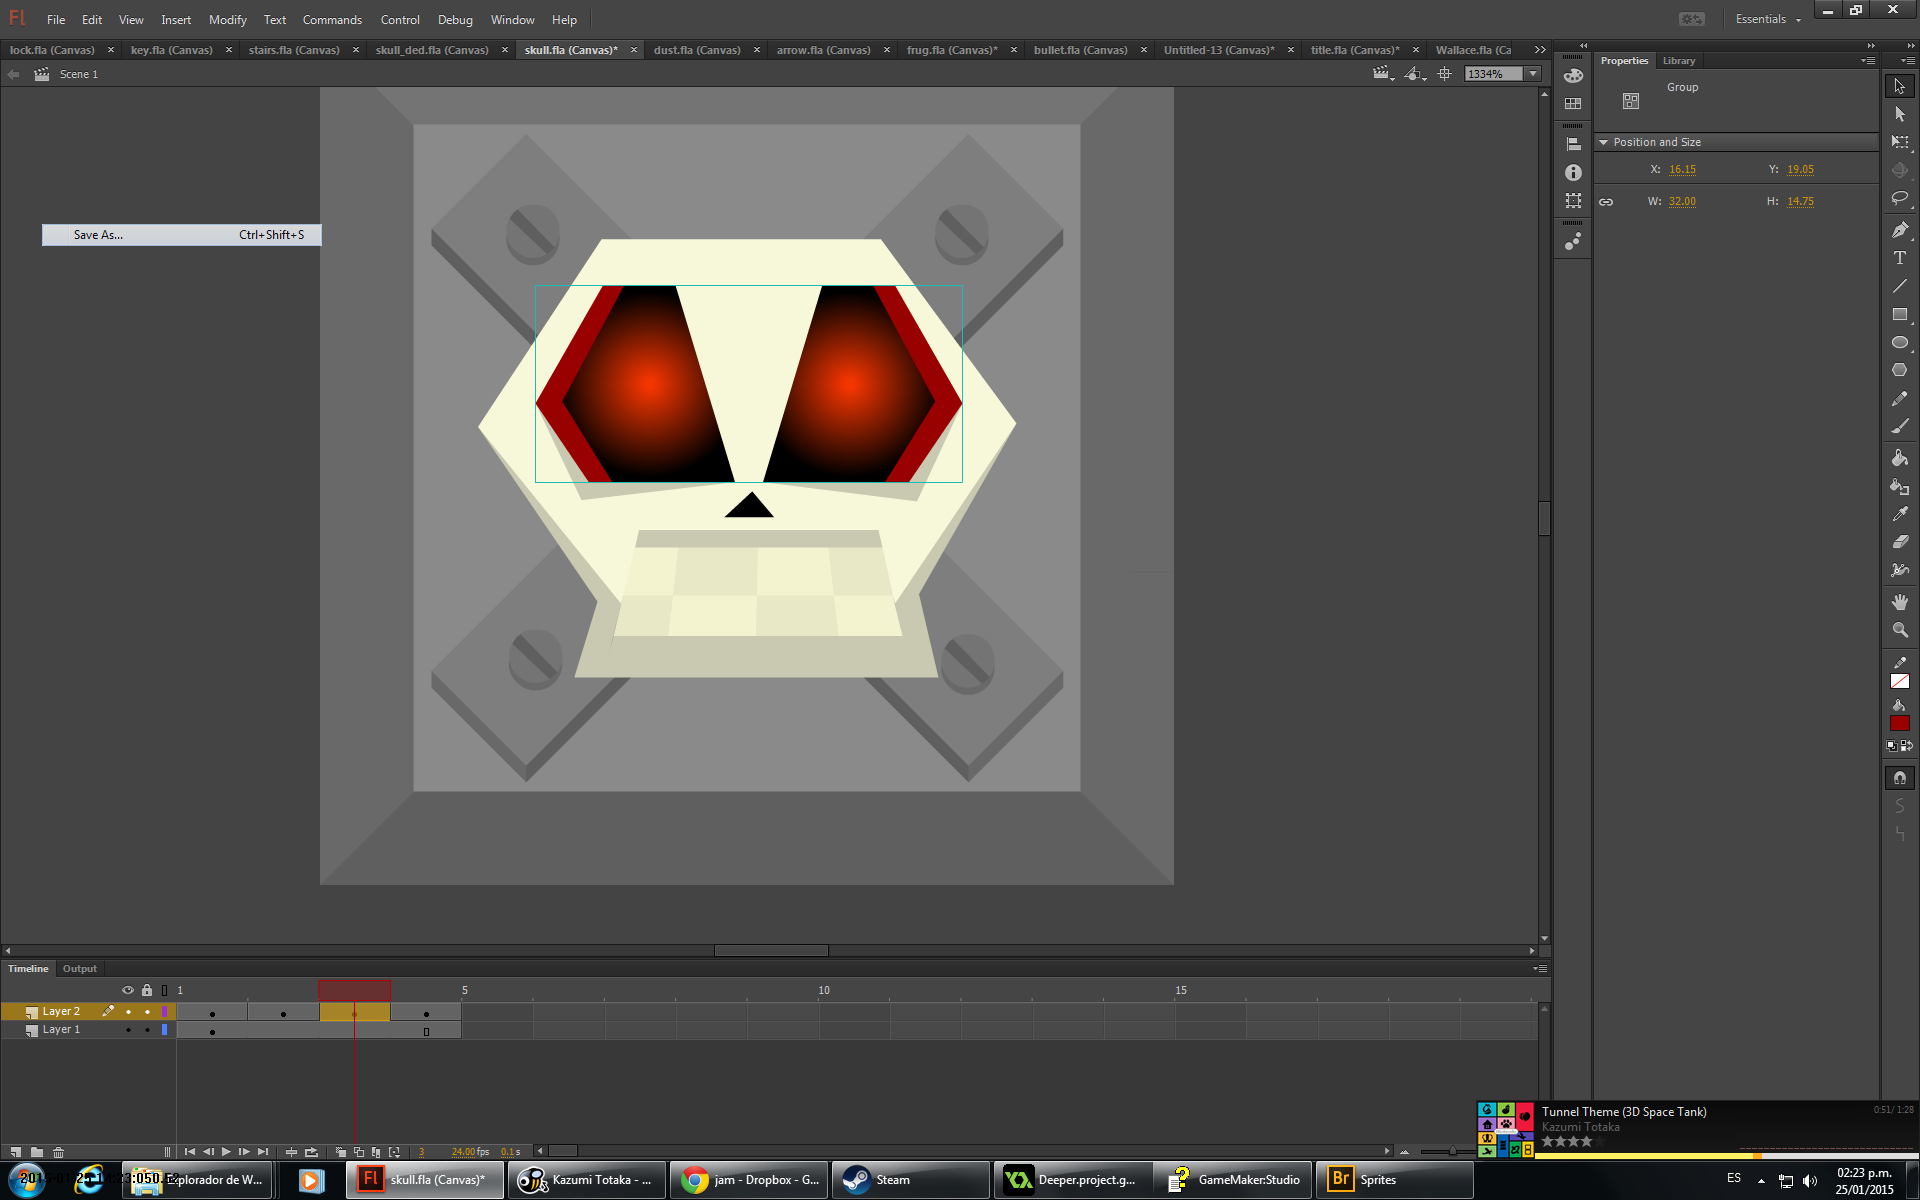 Fl File Edit View Insert Modify Text Commands Control Debug Window Help Essentials
lock.fla (Canvas) × key.fla (Canvas) × stairs.fla (Canvas) × skull_ded.fla (Canvas) × skull.fla (Canvas)* × dust.fla (Canvas) × arrow.fla (Canvas) × frug.fla (Canvas)* × bullet.fla (Canvas) × Untitled-13 (Canvas)* × title.fla (Canvas)* × Wallace.fla (Ca
Scene 1 1334%
Properties Library
Group
Position and Size
X: 16.15 Y: 19.05
W: 32.00 H: 14.75
Save As... Ctrl+Shift+S
Timeline Output
1 5 10 15
Layer 2
Layer 1
3 24.00 fps 0.1 s
Tunnel Theme (3D Space Tank) 0:51/ 1:28
Kazumi Totaka
Explorador de W... Fl skull.fla (Canvas)* Kazumi Totaka - ... jam - Dropbox - G... Steam Deeper.project.g... GameMaker:Studio Br Sprites ES 02:23 p.m.
25/01/2015